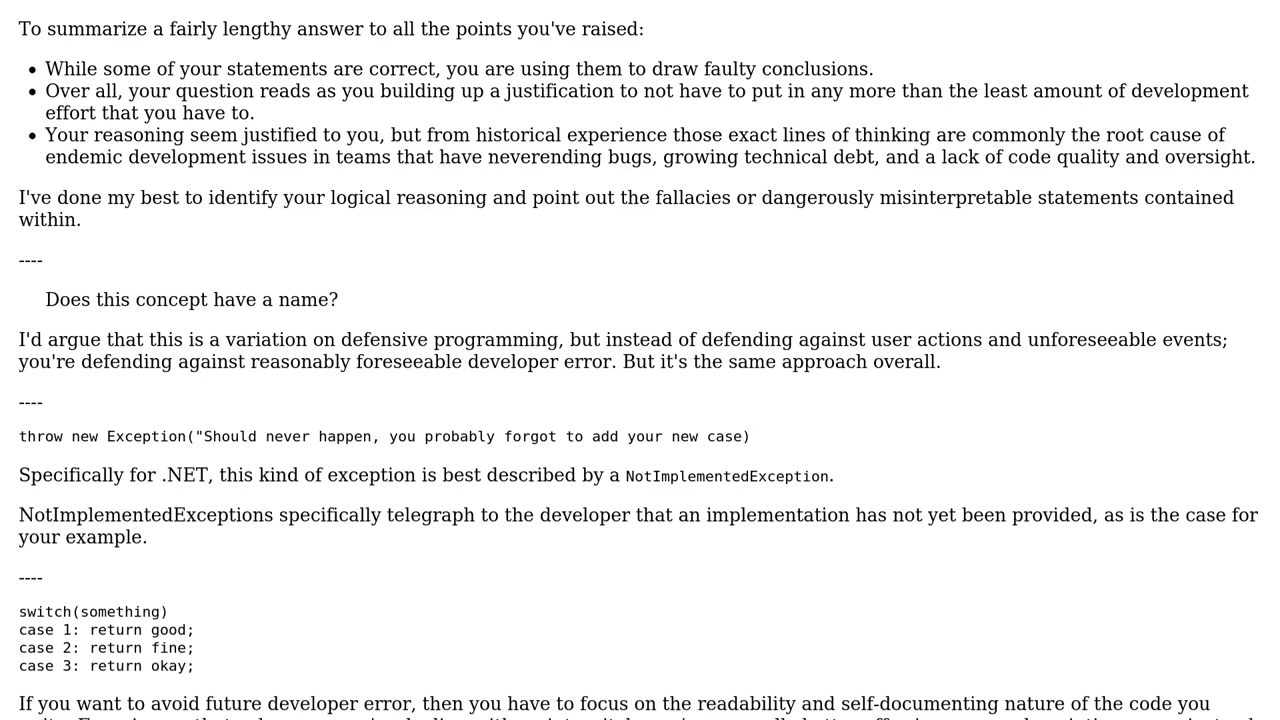 To summarize a fairly lengthy answer to all the points you've raised:
• While some of your statements are correct, you are using them to draw faulty conclusions.
• Over all, your question reads as you building up a justification to not have to put in any more than the least amount of development
effort that you have to.
• Your reasoning seem justified to you, but from historical experience those exact lines of thinking are commonly the root cause of
endemic development issues in teams that have neverending bugs, growing technical debt, and a lack of code quality and oversight.
I've done my best to identify your logical reasoning and point out the fallacies or dangerously misinterpretable statements contained
within.
----
Does this concept have a name?
I'd argue that this is a variation on defensive programming, but instead of defending against user actions and unforeseeable events;
you're defending against reasonably foreseeable developer error. But it's the same approach overall.
----
throw new Exception("Should never happen, you probably forgot to add your new case)
Specifically for .NET, this kind of exception is best described by a NotImplementedException.
NotImplementedExceptions specifically telegraph to the developer that an implementation has not yet been provided, as is the case for
your example.
----
switch(something)
case 1: return good;
case 2: return fine;
case 3: return okay;
If you want to avoid future developer error, then you have to focus on the readability and self-documenting nature of the code you